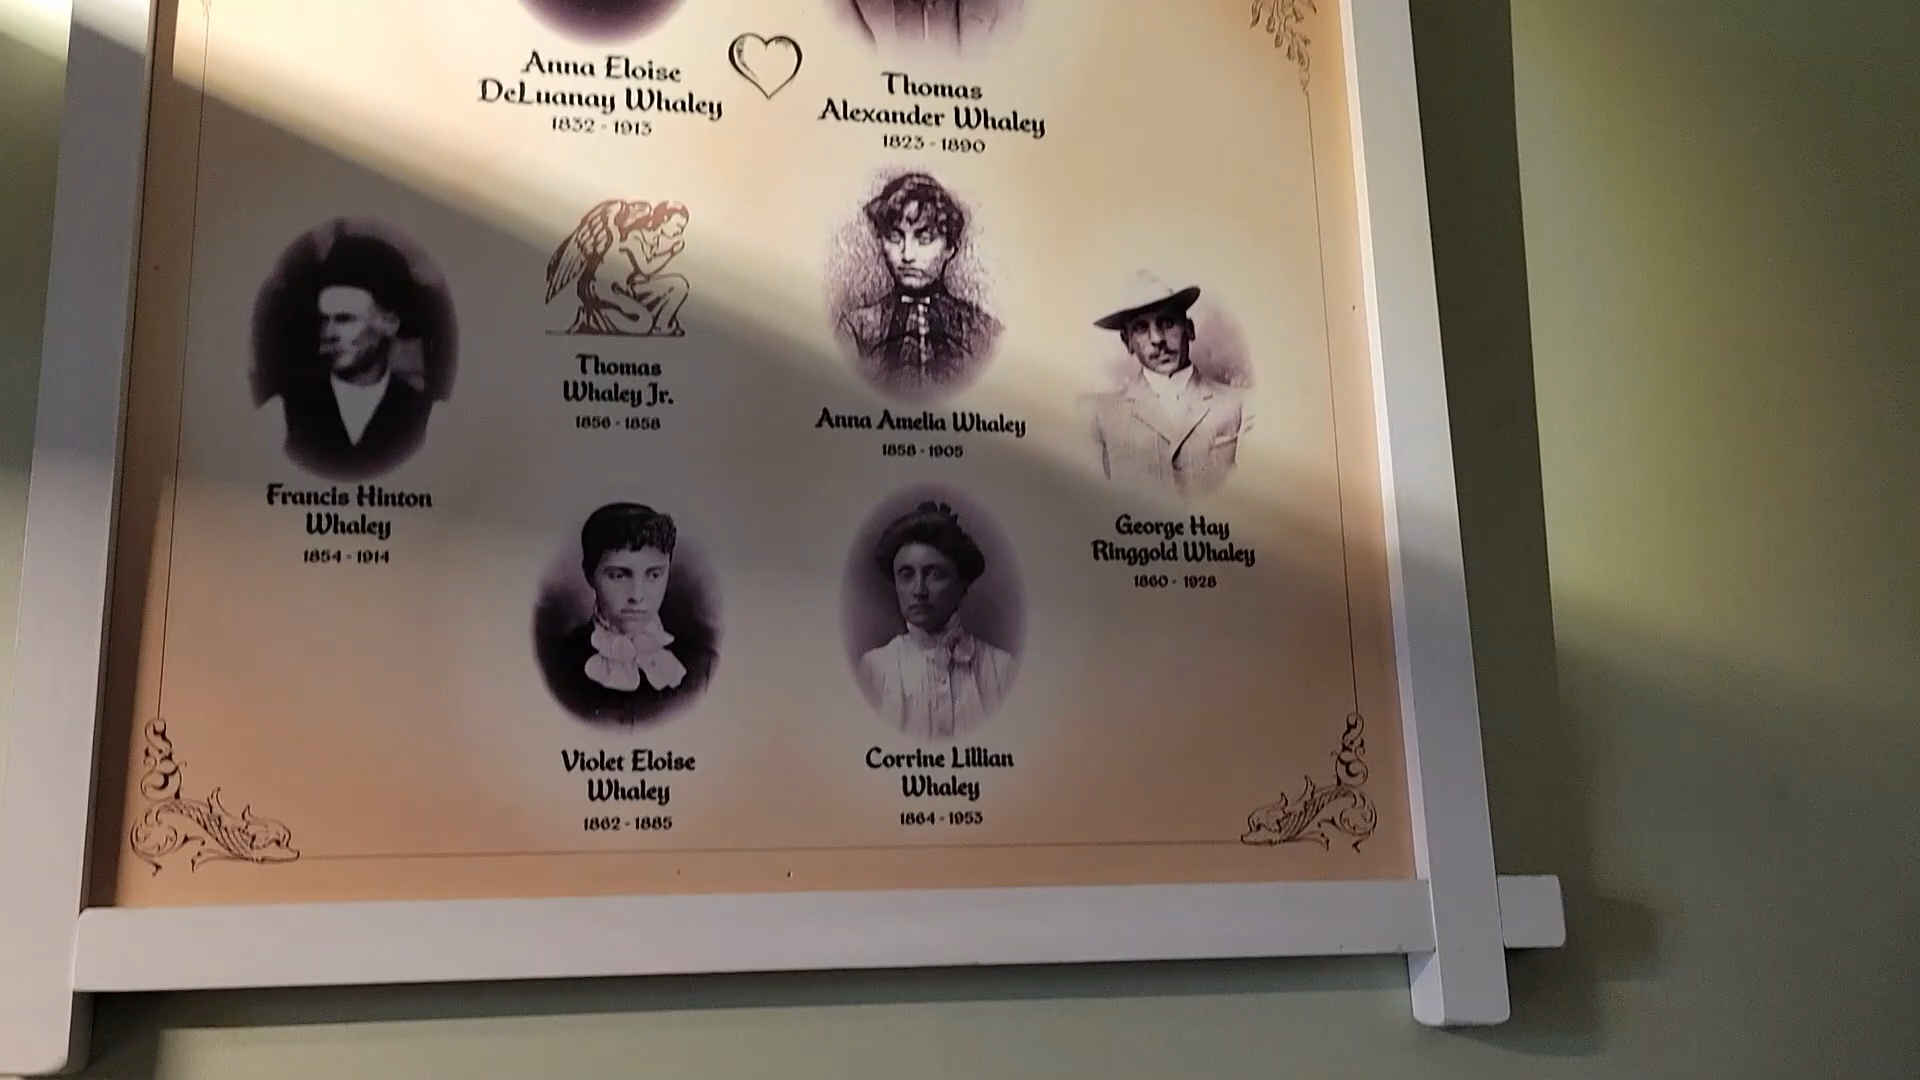 Anna Eloise
DeLuanay Whaley
1832 - 1913
Thomas
Alexander Whaley
1823 - 1890
Francis Hinton
Whaley
1854 - 1914
Thomas
Whaley Jr.
1856 - 1858
Anna Amelia Whaley
1858 - 1905
George Hay
Ringgold Whaley
1860 - 1928
Violet Eloise
Whaley
1862 - 1885
Corrine Lillian
Whaley
1864 - 1953